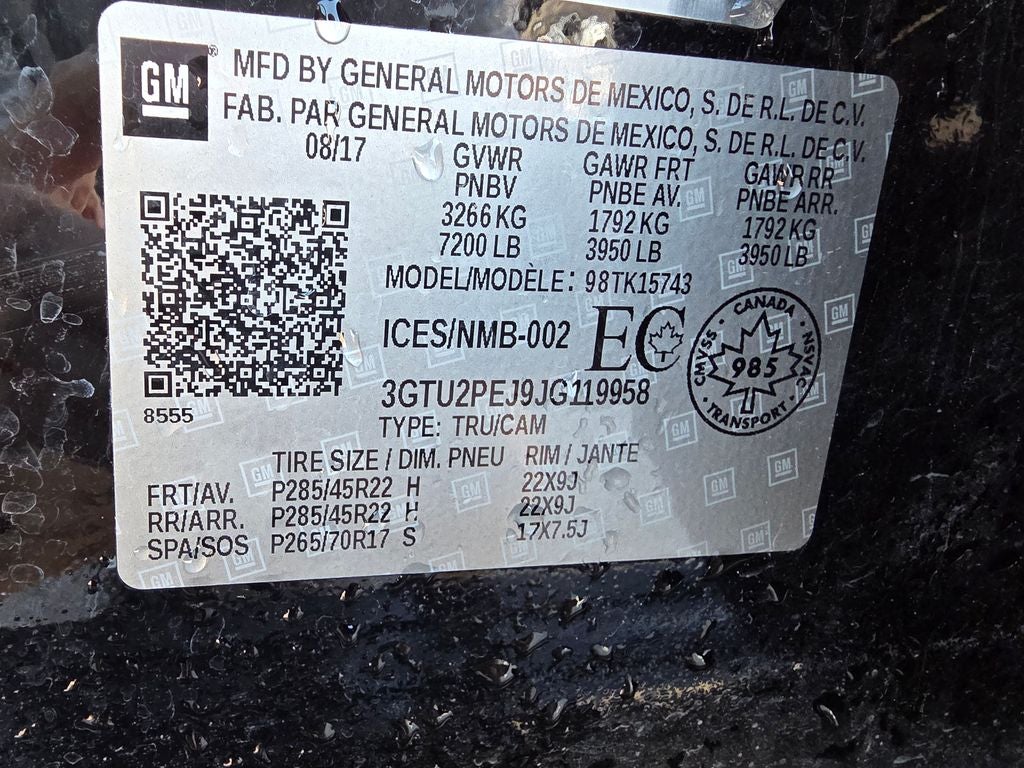 GM® MFD BY GENERAL MOTORS DE MEXICO, S. DE R.L. DE C.V.
FAB. PAR GENERAL MOTORS DE MEXICO, S. DE R.L. DE C.V.
08/17 GVWR GAWR FRT GAWR RR
PNBV PNBE AV. PNBE ARR.
3266 KG 1792 KG 1792 KG
7200 LB 3950 LB 3950 LB
MODEL/MODÈLE: 98TK15743
ICES/NMB-002 EC
CANADA · NSVAC · TRANSPORT · CMVSS ·
985
3GTU2PEJ9JG119958
8555
TYPE: TRU/CAM
TIRE SIZE / DIM. PNEU RIM / JANTE
FRT/AV. P285/45R22 H 22X9J
RR/ARR. P285/45R22 H 22X9J
SPA/SOS P265/70R17 S 17X7.5J